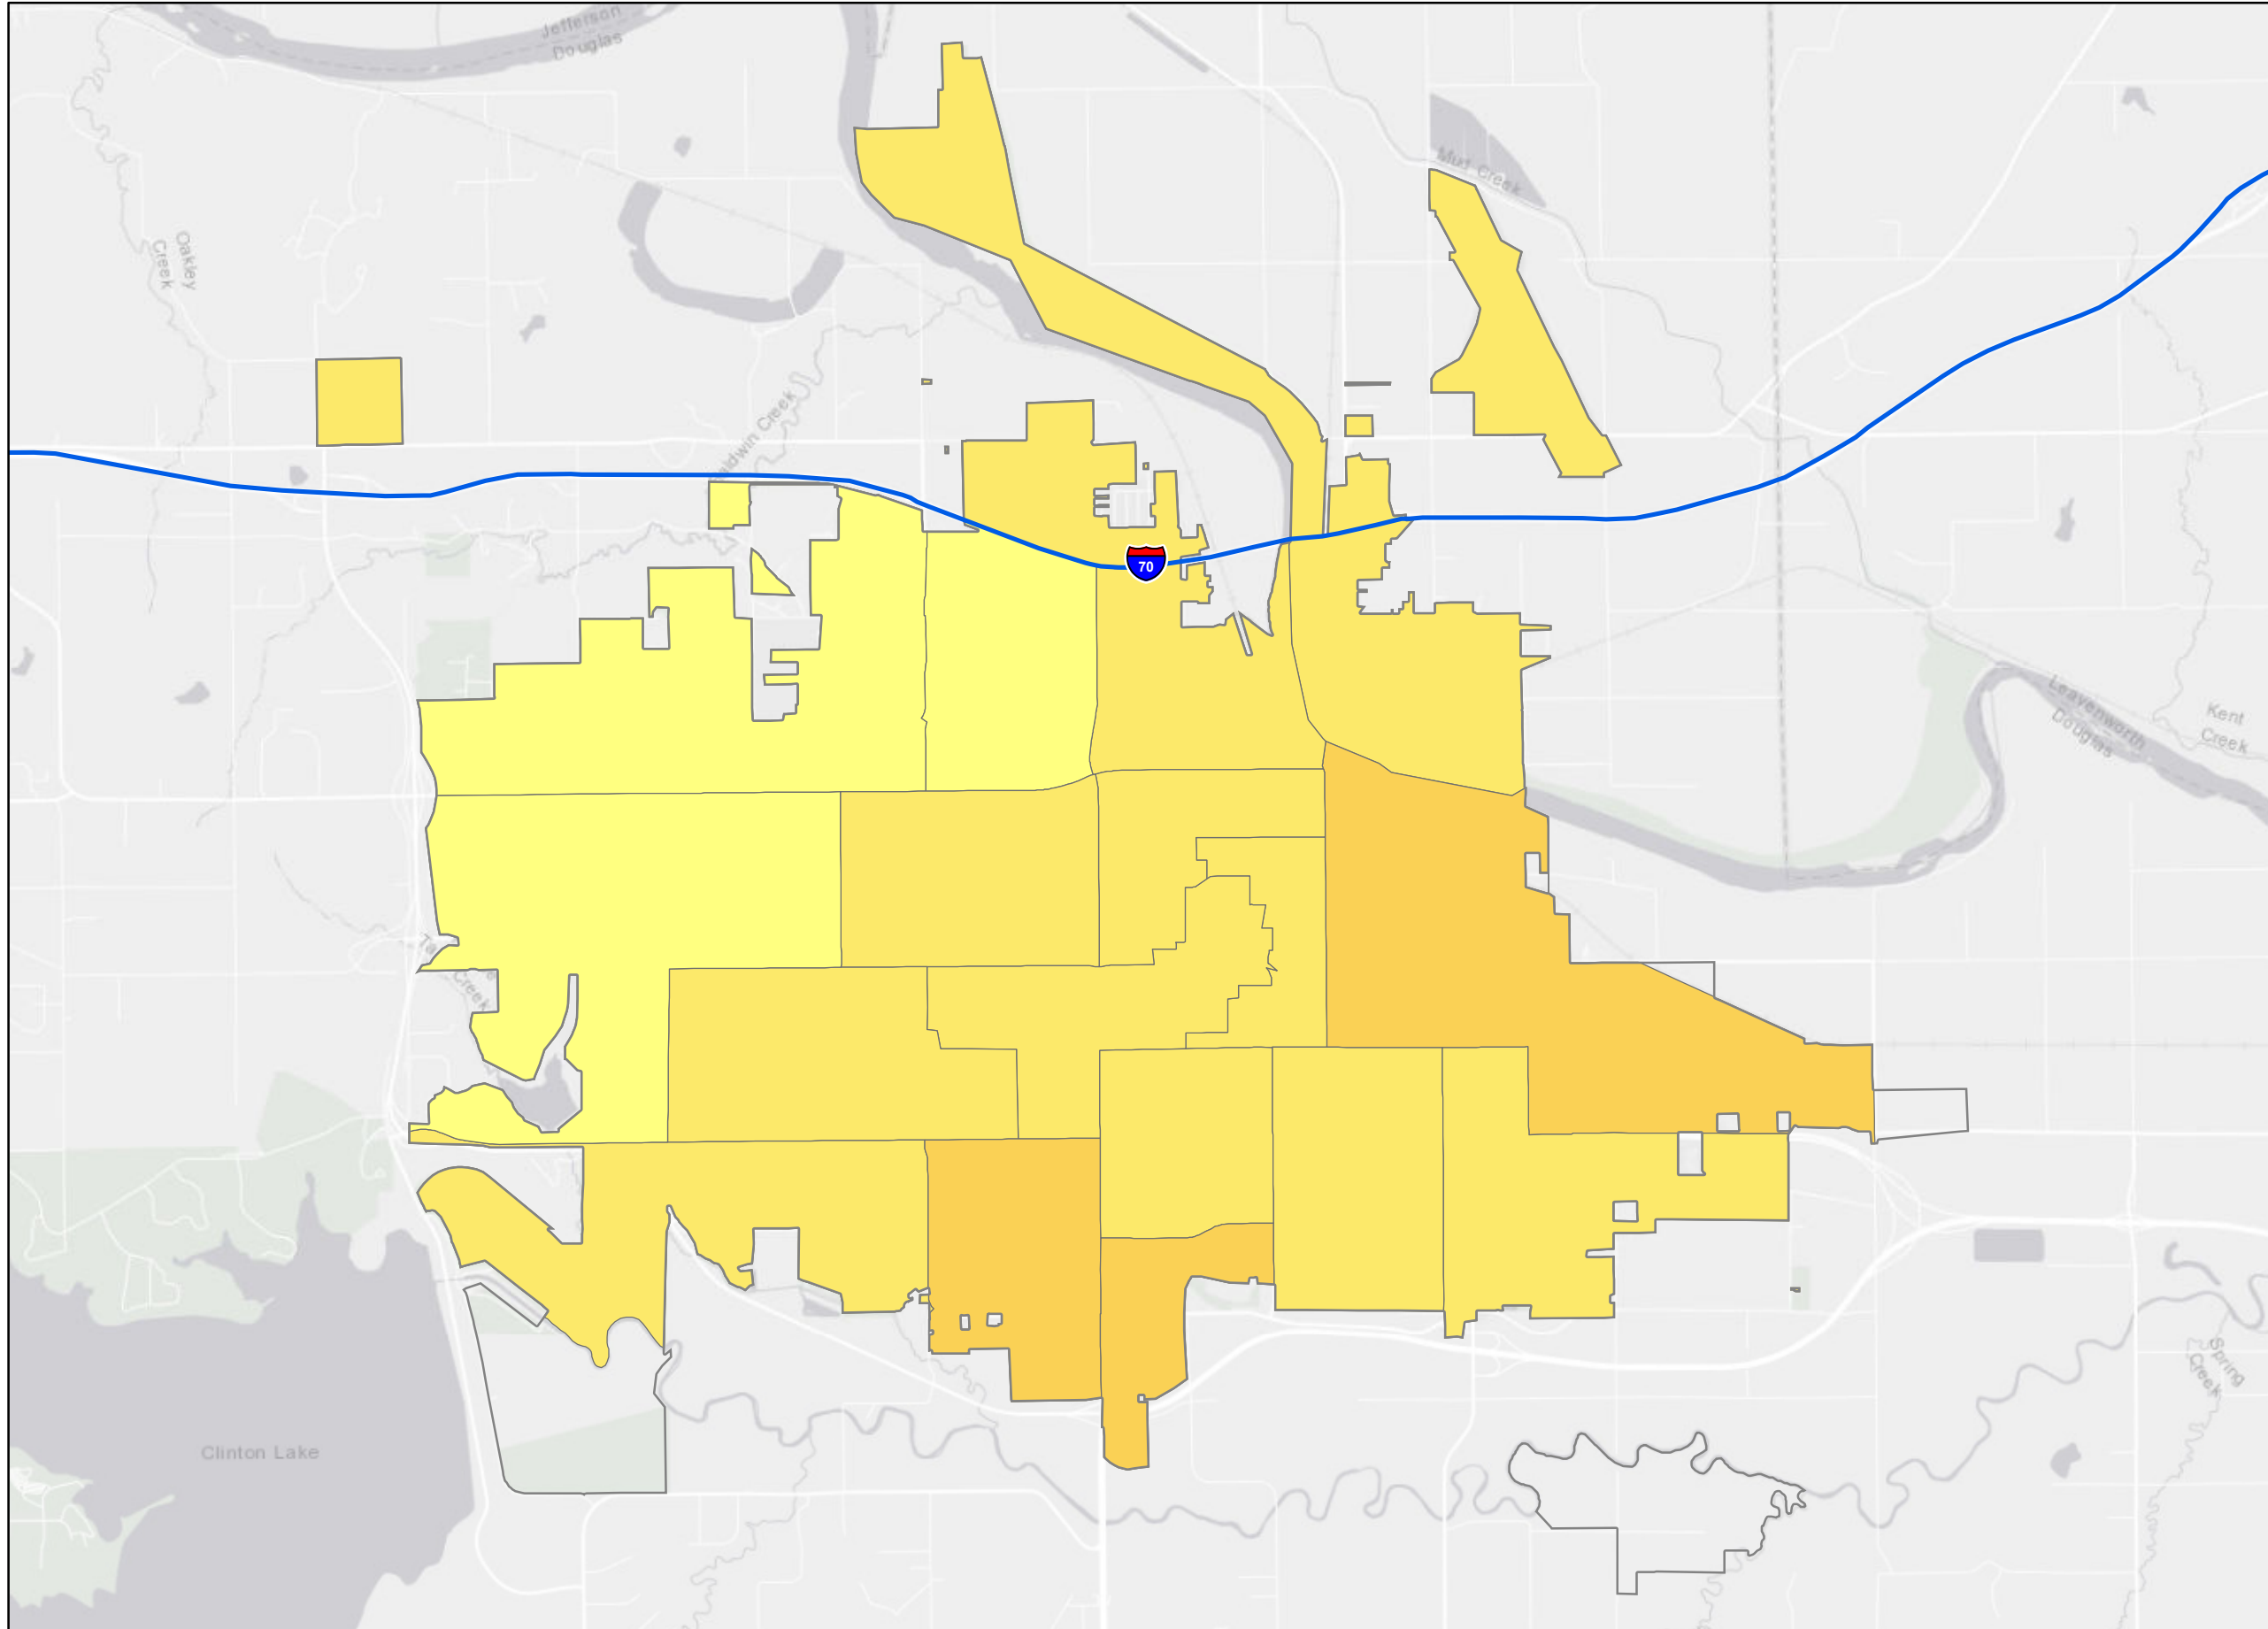 Jefferson
Douglas
Mud Creek
Oakley
Creek
Baldwin Creek
70
Leavenworth
Douglas
Kent
Creek
Creek
Spring
Creek
Clinton Lake